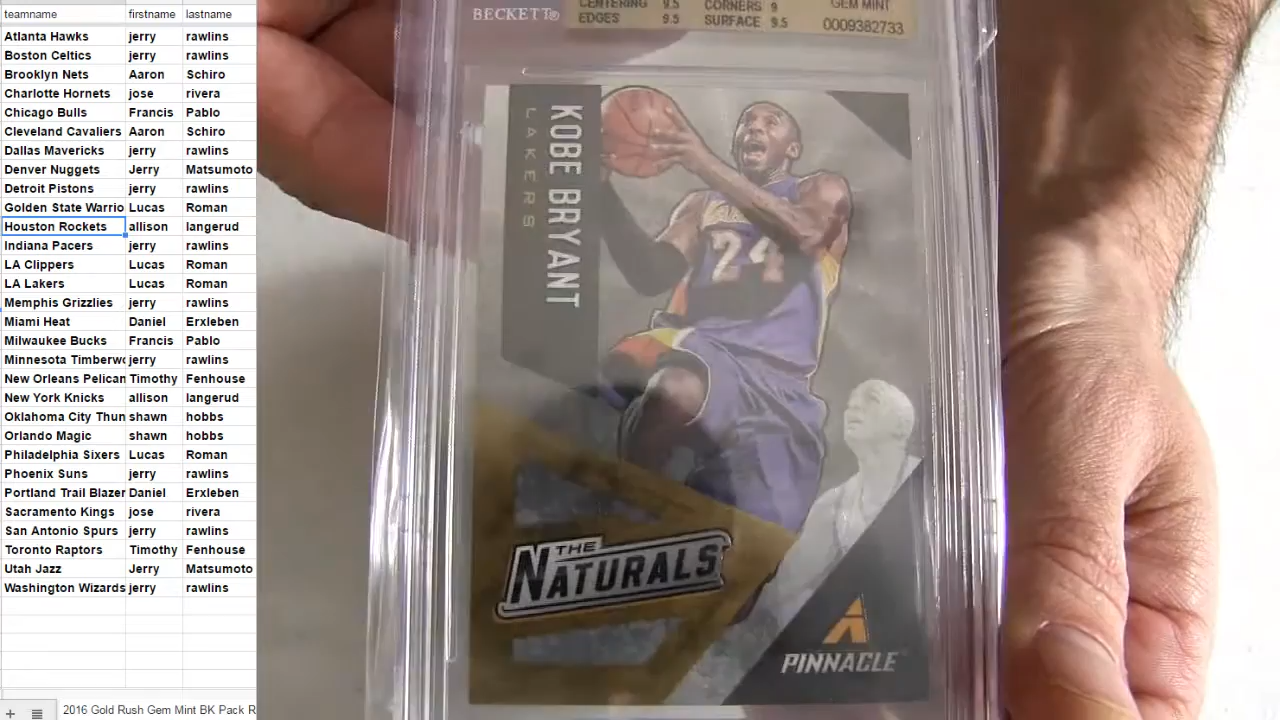 teamname firstname lastname
Atlanta Hawks jerry rawlins
Boston Celtics jerry rawlins
Brooklyn Nets Aaron Schiro
Charlotte Hornets jose rivera
Chicago Bulls Francis Pablo
Cleveland Cavaliers Aaron Schiro
Dallas Mavericks jerry rawlins
Denver Nuggets Jerry Matsumoto
Detroit Pistons jerry rawlins
Golden State Warrio Lucas Roman
Houston Rockets allison langerud
Indiana Pacers jerry rawlins
LA Clippers Lucas Roman
LA Lakers Lucas Roman
Memphis Grizzlies jerry rawlins
Miami Heat Daniel Erxleben
Milwaukee Bucks Francis Pablo
Minnesota Timberwo jerry rawlins
New Orleans Pelican Timothy Fenhouse
New York Knicks allison langerud
Oklahoma City Thun shawn hobbs
Orlando Magic shawn hobbs
Philadelphia Sixers Lucas Roman
Phoenix Suns jerry rawlins
Portland Trail Blazer Daniel Erxleben
Sacramento Kings jose rivera
San Antonio Spurs jerry rawlins
Toronto Raptors Timothy Fenhouse
Utah Jazz Jerry Matsumoto
Washington Wizards jerry rawlins
2016 Gold Rush Gem Mint BK Pack R
BECKETT®
CENTERING 9.5 CORNERS 9 GEM MINT
EDGES 9.5 SURFACE 9.5 0009382733
KOBE BRYANT
LAKERS
24
THE
NATURALS
PINNACLE